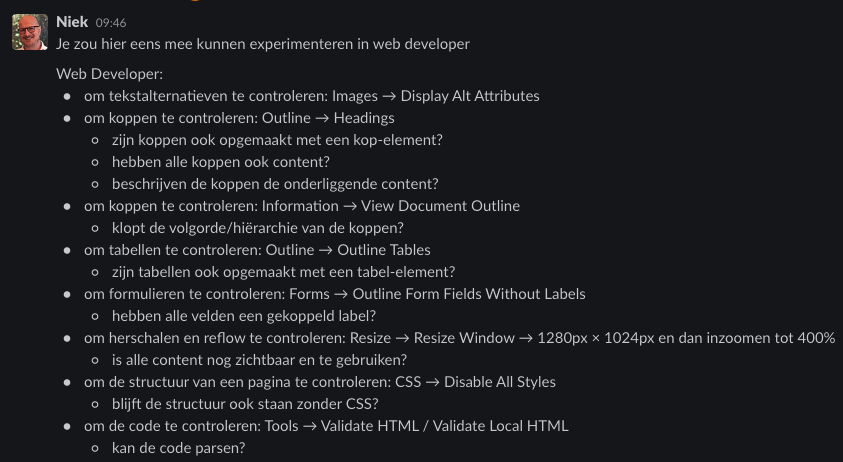 Niek 09:46
Je zou hier eens mee kunnen experimenteren in web developer
Web Developer:
• om tekstalternatieven te controleren: Images → Display Alt Attributes
• om koppen te controleren: Outline → Headings
○ zijn koppen ook opgemaakt met een kop-element?
○ hebben alle koppen ook content?
○ beschrijven de koppen de onderliggende content?
• om koppen te controleren: Information → View Document Outline
○ klopt de volgorde/hiërarchie van de koppen?
• om tabellen te controleren: Outline → Outline Tables
○ zijn tabellen ook opgemaakt met een tabel-element?
• om formulieren te controleren: Forms → Outline Form Fields Without Labels
○ hebben alle velden een gekoppeld label?
• om herschalen en reflow te controleren: Resize → Resize Window → 1280px × 1024px en dan inzoomen tot 400%
○ is alle content nog zichtbaar en te gebruiken?
• om de structuur van een pagina te controleren: CSS → Disable All Styles
○ blijft de structuur ook staan zonder CSS?
• om de code te controleren: Tools → Validate HTML / Validate Local HTML
○ kan de code parsen?